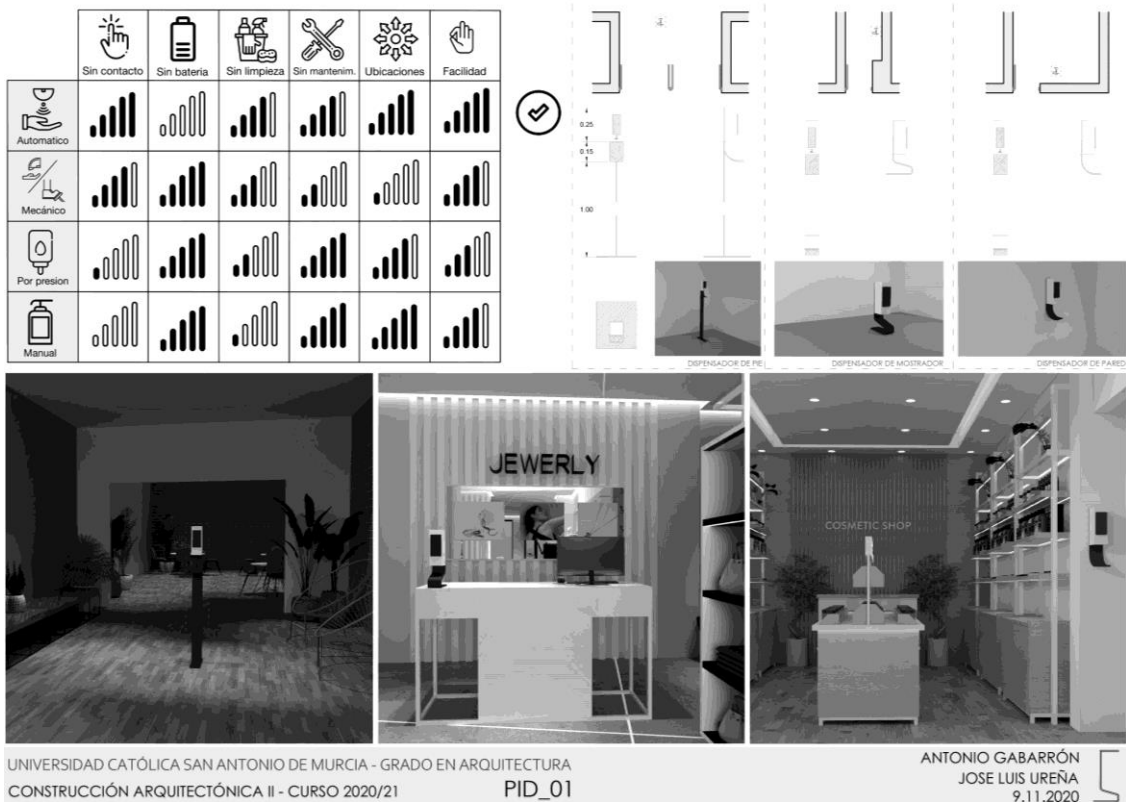 Sin contacto
Sin bateria
Sin limpieza
Sin mantenim.
Ubicaciones
Facilidad
Automatico
Mecánico
Por presion
Manual
0.25
0.15
1.00
DISPENSADOR DE PIE
DISPENSADOR DE MOSTRADOR
DISPENSADOR DE PARED
JEWERLY
COSMETIC SHOP
UNIVERSIDAD CATÓLICA SAN ANTONIO DE MURCIA - GRADO EN ARQUITECTURA
CONSTRUCCIÓN ARQUITECTÓNICA II - CURSO 2020/21
PID_01
ANTONIO GABARRÓN
JOSE LUIS UREÑA
9.11.2020